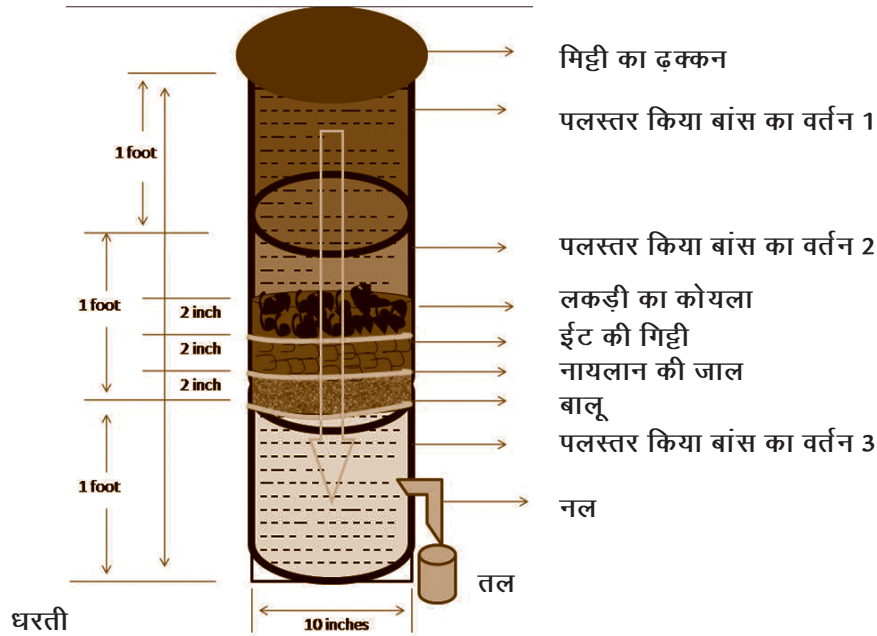 मिट्टी का ढ़क्कन
पलस्तर किया बांस का वर्तन 1
1 foot
पलस्तर किया बांस का वर्तन 2
लकड़ी का कोयला
1 foot
2 inch
ईट की गिट्टी
2 inch
नायलान की जाल
2 inch
बालू
पलस्तर किया बांस का वर्तन 3
1 foot
नल
तल
धरती
10 inches